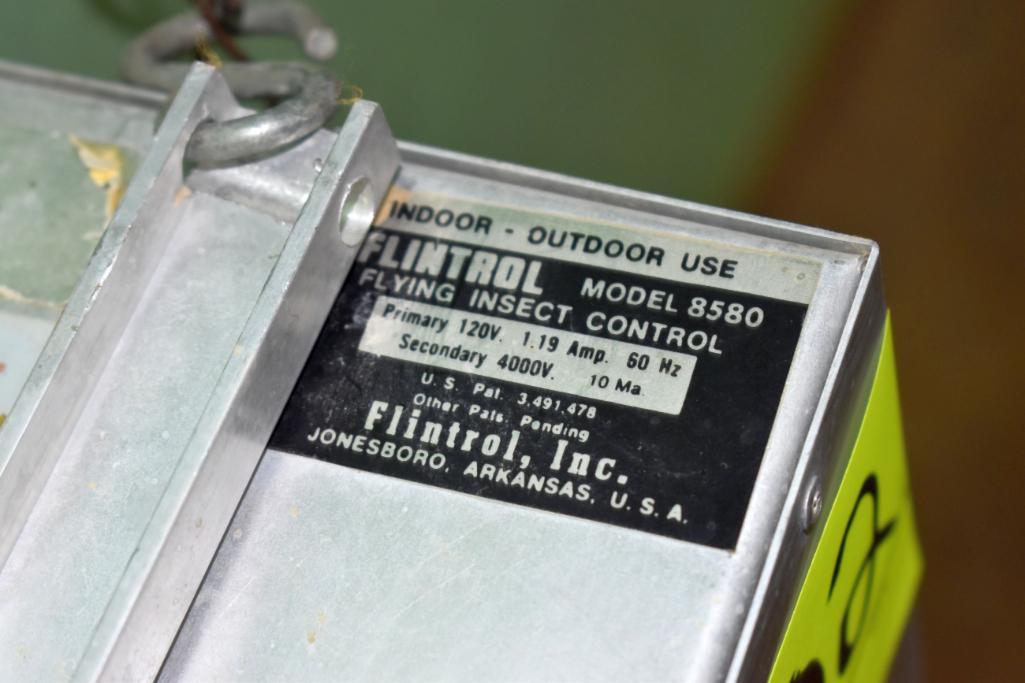 INDOOR - OUTDOOR USE
FLINTROL MODEL 8580
FLYING INSECT CONTROL
Primary 120V. 1.19 Amp. 60 Hz
Secondary 4000V. 10 Ma.
U.S. Pat. 3,491,478
Other Pats. Pending
Flintrol, Inc.
JONESBORO, ARKANSAS, U.S.A.